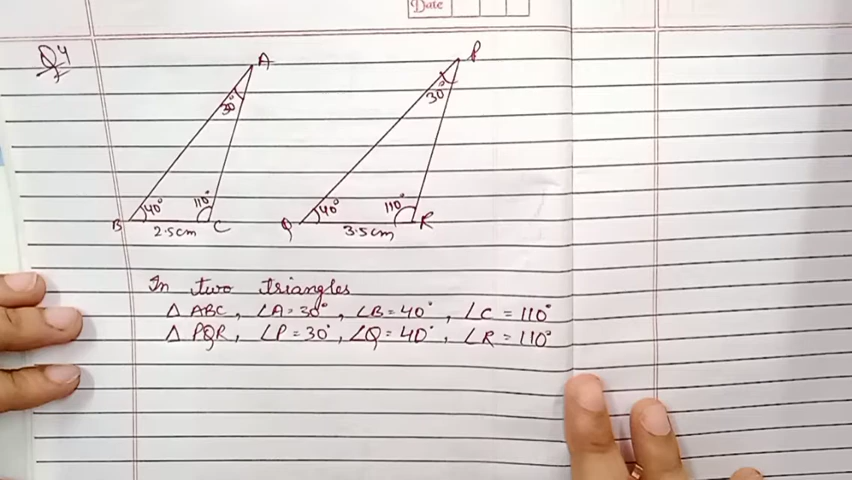 Date
Q4
A
30°
40°
110°
B
2.5cm
C
P
30°
40°
110°
Q
3.5cm
R
In two triangles
Δ ABC, ∠A=30°, ∠B=40°, ∠C=110°
Δ PQR, ∠P=30°, ∠Q=40°, ∠R=110°